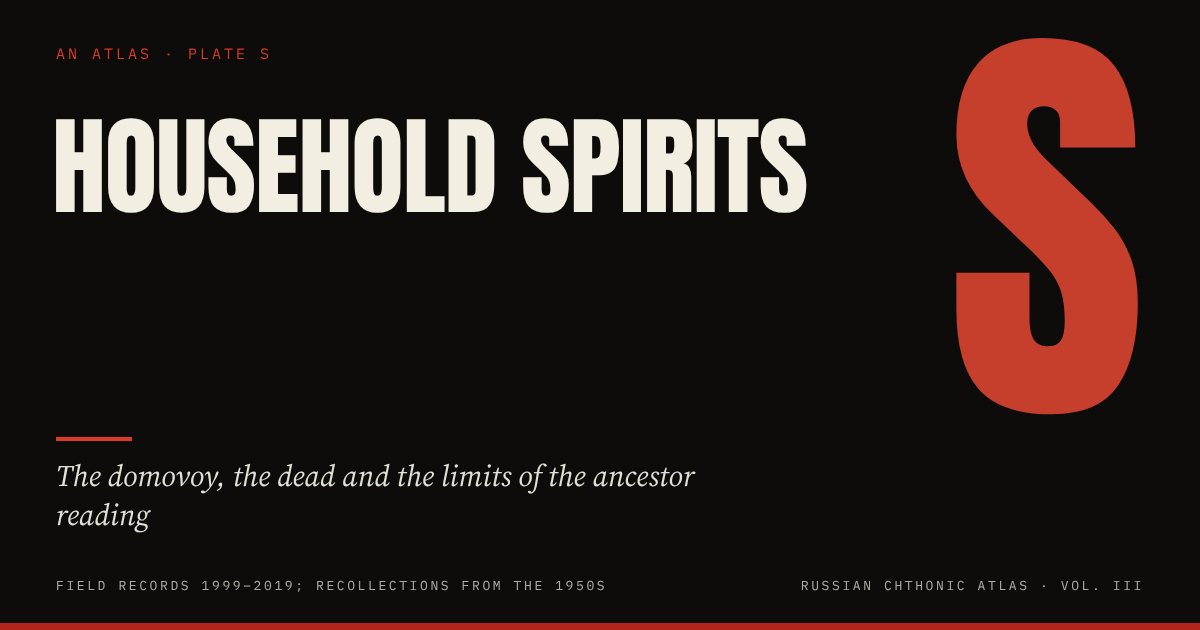 AN ATLAS · PLATE S
S
HOUSEHOLD SPIRITS
The domovoy, the dead and the limits of the ancestor
reading
FIELD RECORDS 1999–2019; RECOLLECTIONS FROM THE 1950S
RUSSIAN CHTHONIC ATLAS · VOL. III